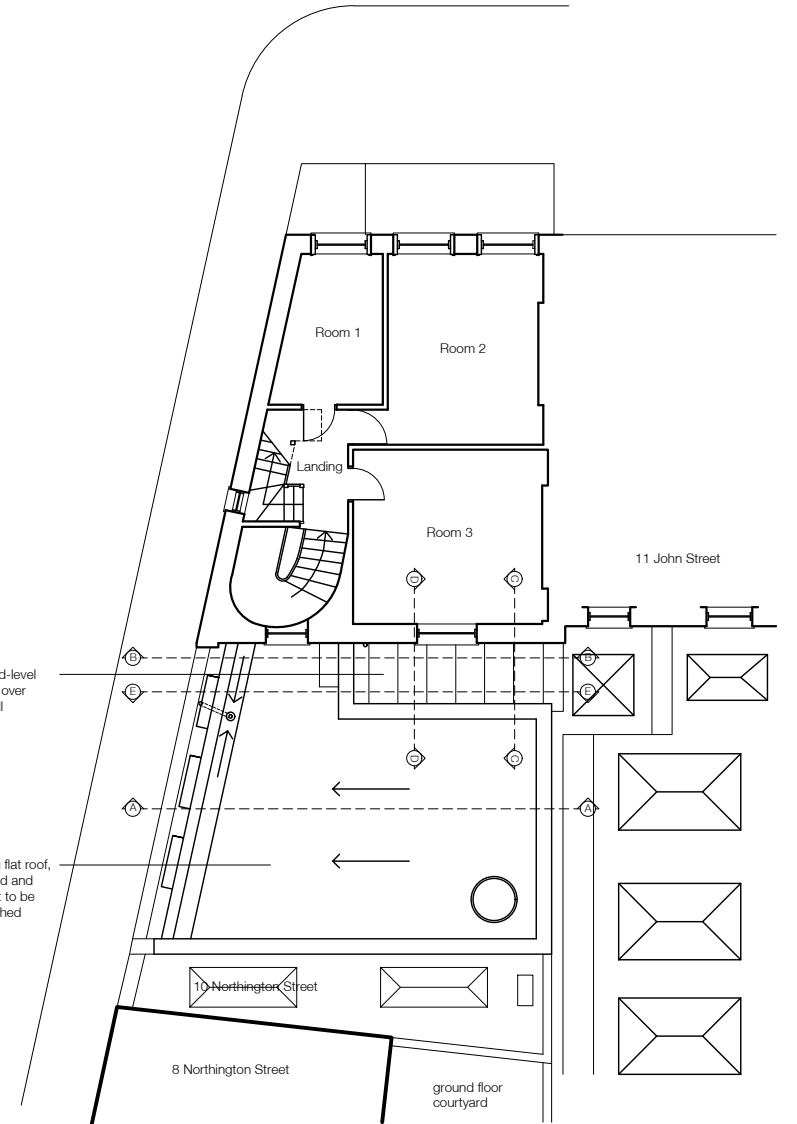 Room 1
Room 2
Landing
Room 3
11 John Street
D
C
B
B
d-level
over
E
E
D
C
A
A
flat roof,
d and
t to be
hed
10 Northington Street
8 Northington Street
ground floor
courtyard